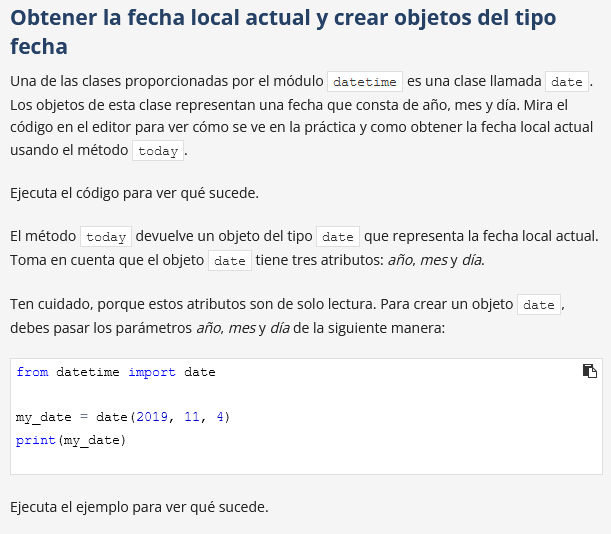 Obtener la fecha local actual y crear objetos del tipo
fecha
Una de las clases proporcionadas por el módulo datetime es una clase llamada date .
Los objetos de esta clase representan una fecha que consta de año, mes y día. Mira el
código en el editor para ver cómo se ve en la práctica y como obtener la fecha local actual
usando el método today .
Ejecuta el código para ver qué sucede.
El método today devuelve un objeto del tipo date que representa la fecha local actual.
Toma en cuenta que el objeto date tiene tres atributos: año, mes y día.
Ten cuidado, porque estos atributos son de solo lectura. Para crear un objeto date ,
debes pasar los parámetros año, mes y día de la siguiente manera:
from datetime import date
my_date = date(2019, 11, 4)
print(my_date)
Ejecuta el ejemplo para ver qué sucede.